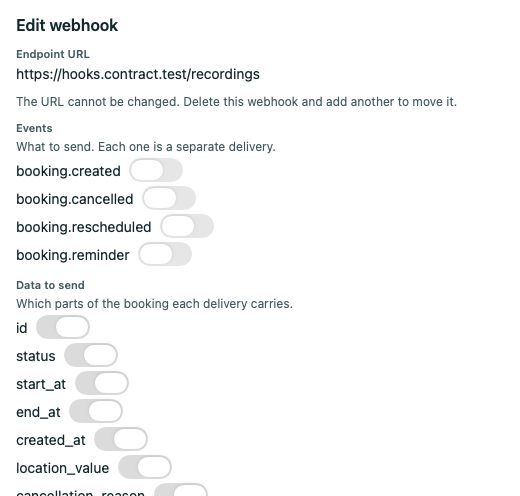 Edit webhook
Endpoint URL
https://hooks.contract.test/recordings
The URL cannot be changed. Delete this webhook and add another to move it.
Events
What to send. Each one is a separate delivery.
booking.created
booking.cancelled
booking.rescheduled
booking.reminder
Data to send
Which parts of the booking each delivery carries.
id
status
start_at
end_at
created_at
location_value
cancellation_reason